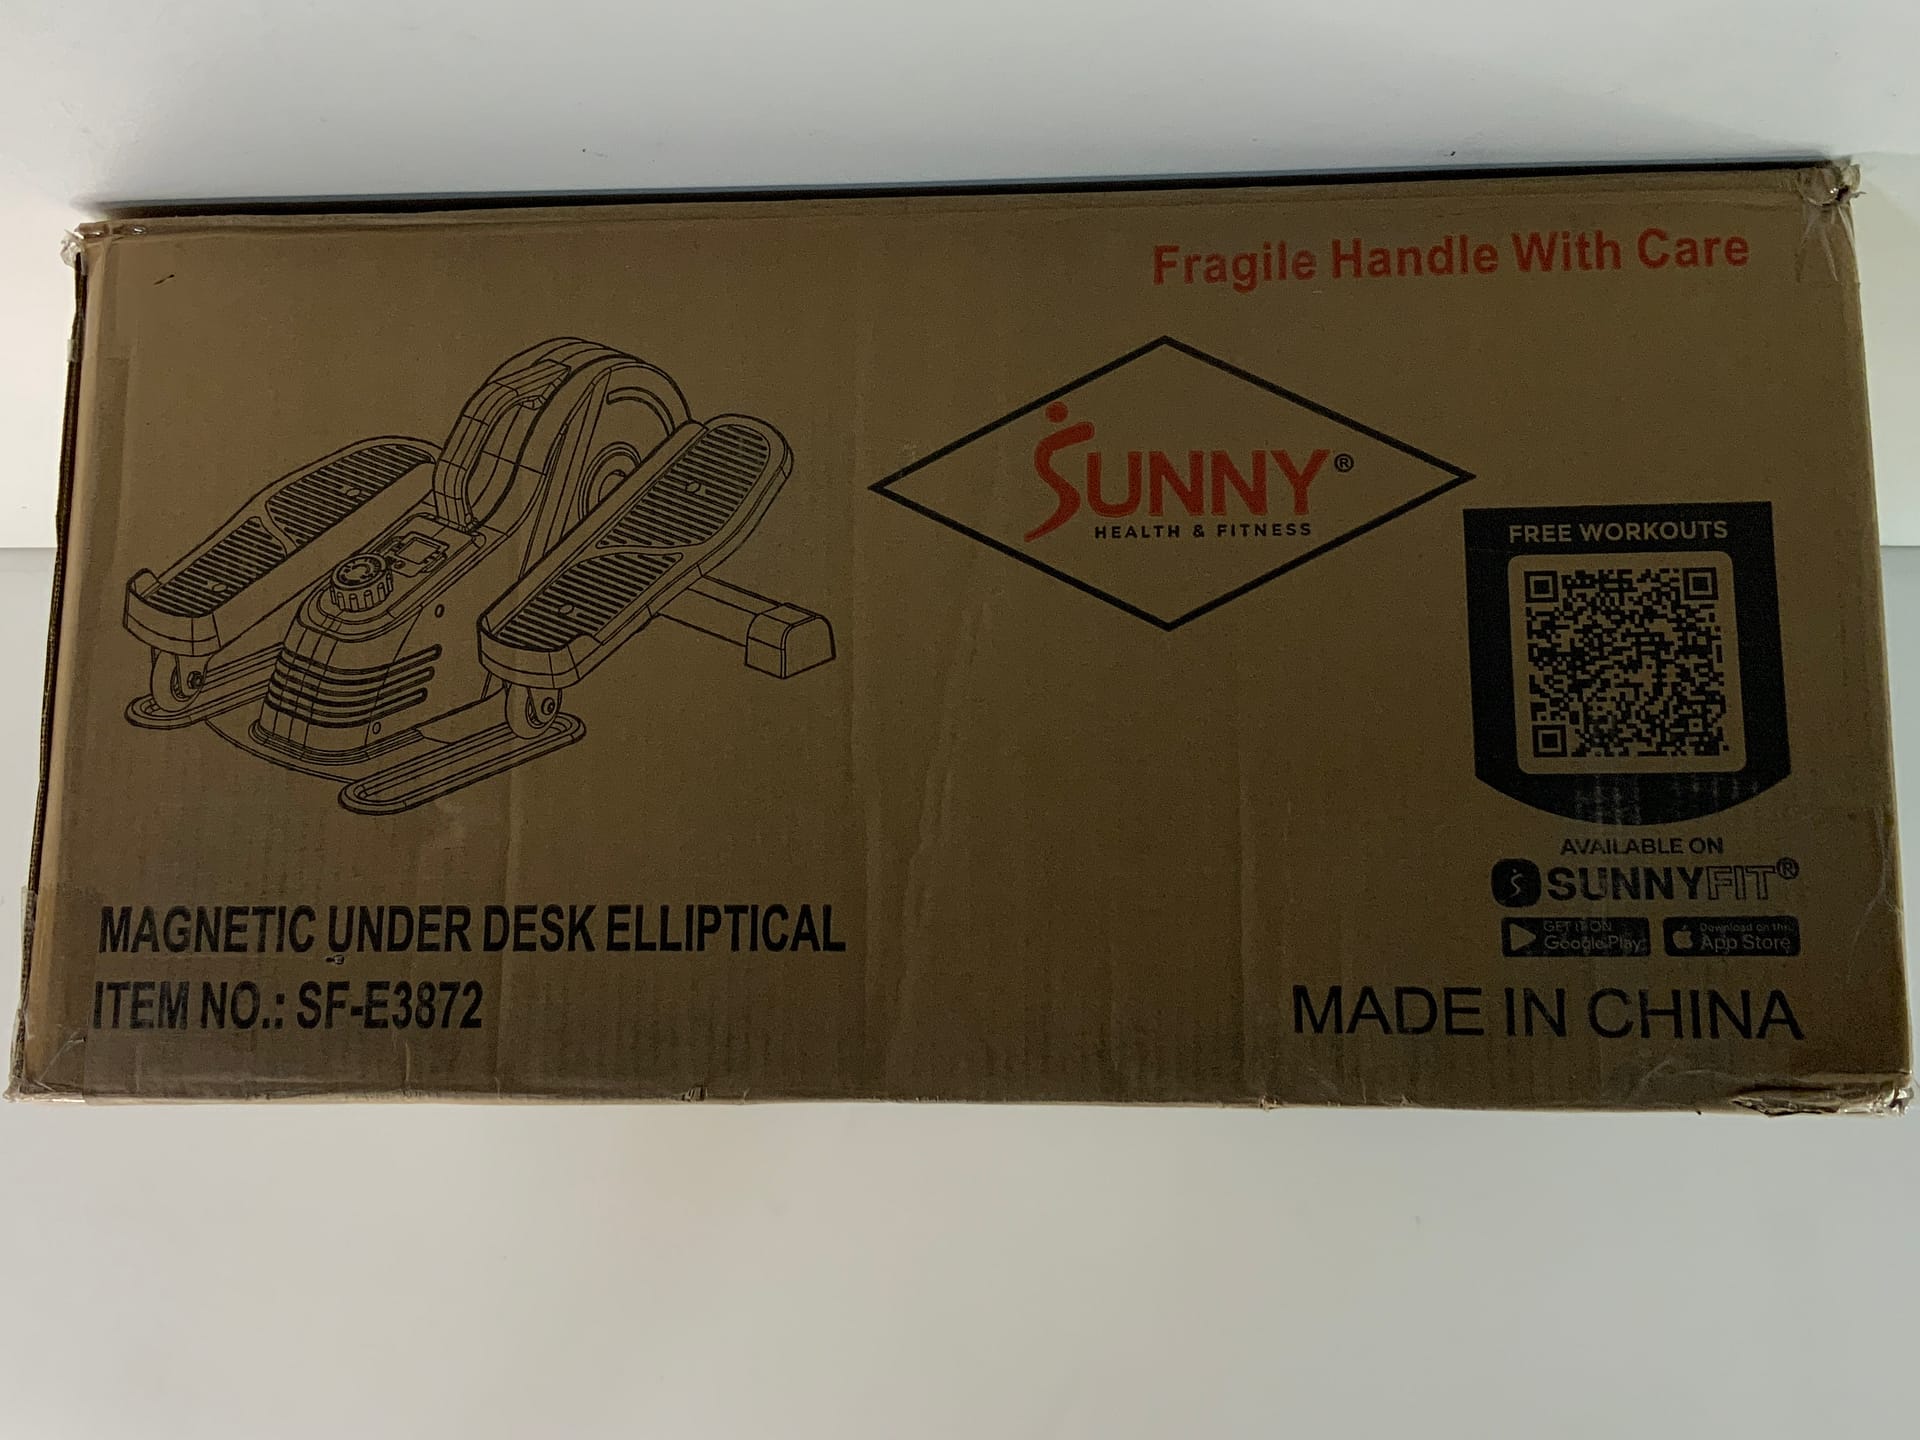 Fragile Handle With Care
SUNNY®
HEALTH & FITNESS
FREE WORKOUTS
AVAILABLE ON
SUNNYFIT®
GET IT ON
Google Play
Download on the
App Store
MAGNETIC UNDER DESK ELLIPTICAL
ITEM NO.: SF-E3872
MADE IN CHINA